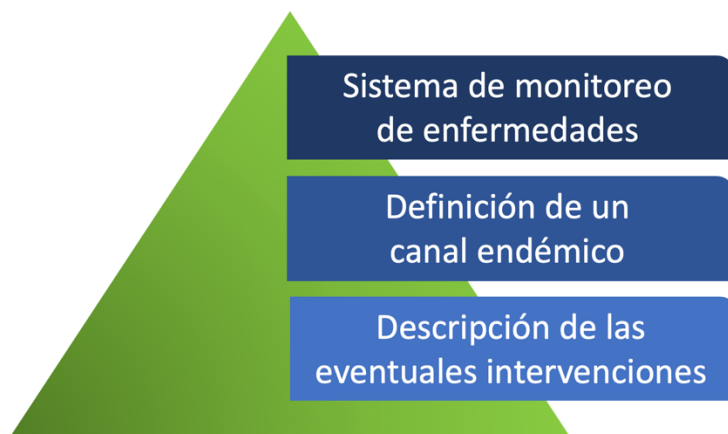 Sistema de monitoreo
de enfermedades
Definición de un
canal endémico
Descripción de las
eventuales intervenciones